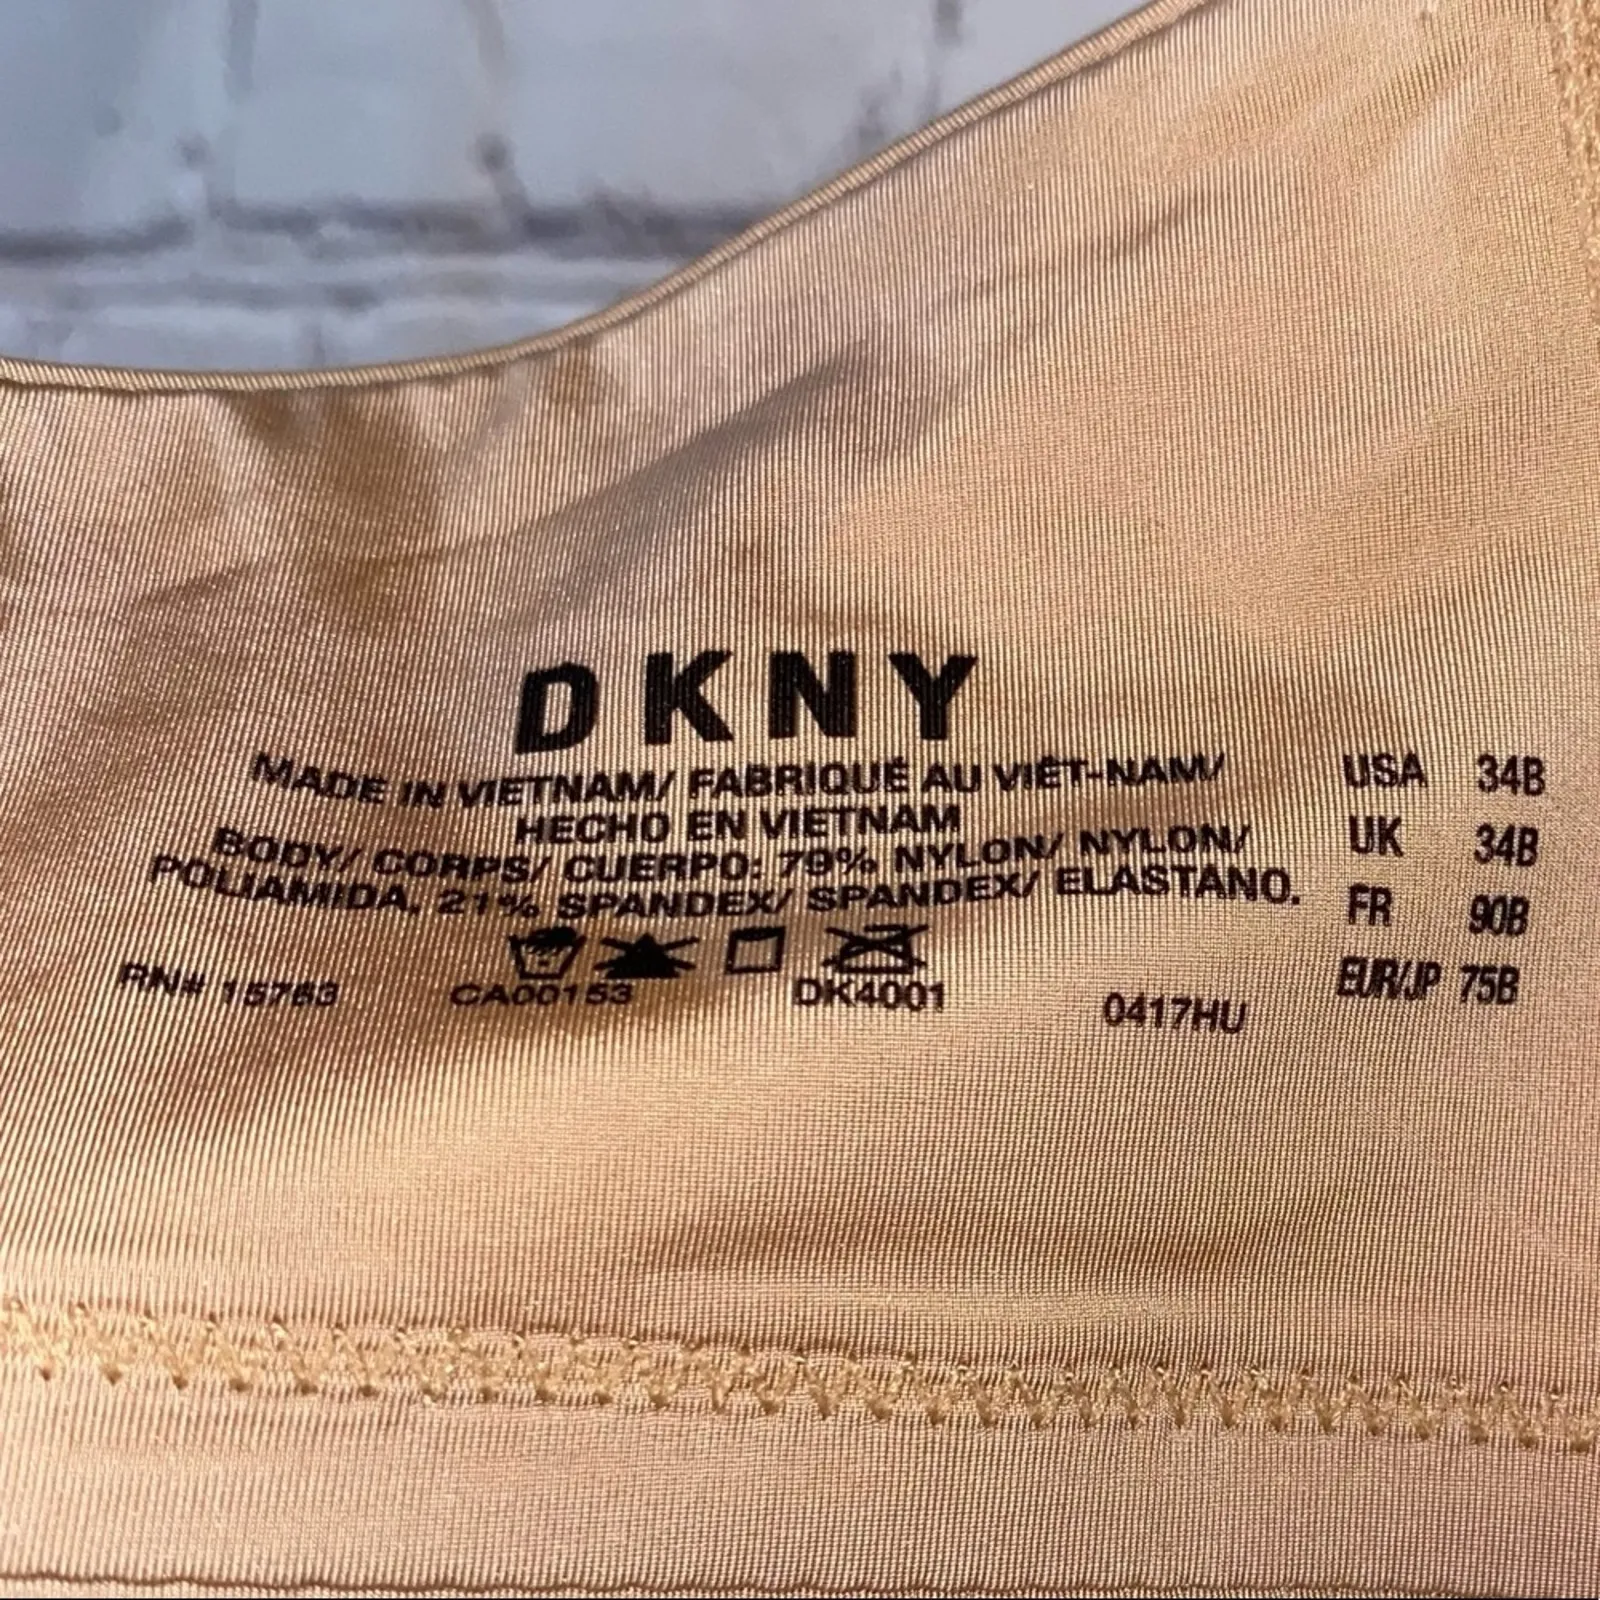 DKNY
MADE IN VIETNAM/ FABRIQUÉ AU VIÊT-NAM/
HECHO EN VIETNAM
BODY/ CORPS/ CUERPO: 79% NYLON/ NYLON/
POLIAMIDA, 21% SPANDEX/ SPANDEX/ ELASTANO.
RN# 15763 CA00153 DK4001 0417HU
USA 34B
UK 34B
FR 90B
EUR/JP 75B